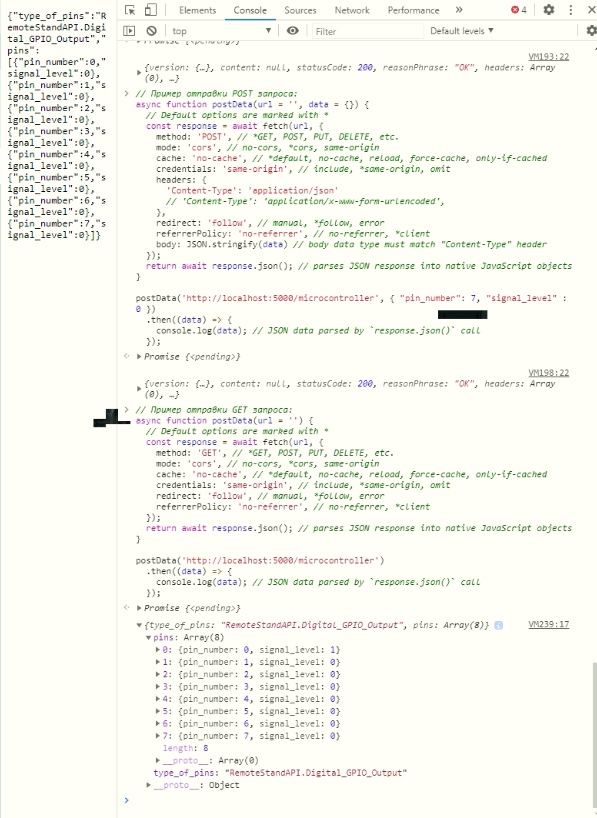 {"type_of_pins":"R
emoteStandAPI.Digi
tal_GPIO_Output","
pins":
[{"pin_number":0,"
signal_level":0},
{"pin_number":1,"s
ignal_level":0},
{"pin_number":2,"s
ignal_level":0},
{"pin_number":3,"s
ignal_level":0},
{"pin_number":4,"s
ignal_level":0},
{"pin_number":5,"s
ignal_level":0},
{"pin_number":6,"s
ignal_level":0},
{"pin_number":7,"s
ignal_level":0}]}
Elements Console Sources Network Performance » 4
top Filter Default levels
Promise {<pending>}
VM193:22
{version: {…}, content: null, statusCode: 200, reasonPhrase: "OK", headers: Array
(0), …}
// Пример отправки POST запроса:
async function postData(url = '', data = {}) {
// Default options are marked with *
const response = await fetch(url, {
method: 'POST', // *GET, POST, PUT, DELETE, etc.
mode: 'cors', // no-cors, *cors, same-origin
cache: 'no-cache', // *default, no-cache, reload, force-cache, only-if-cached
credentials: 'same-origin', // include, *same-origin, omit
headers: {
'Content-Type': 'application/json'
// 'Content-Type': 'application/x-www-form-urlencoded',
},
redirect: 'follow', // manual, *follow, error
referrerPolicy: 'no-referrer', // no-referrer, *client
body: JSON.stringify(data) // body data type must match "Content-Type" header
});
return await response.json(); // parses JSON response into native JavaScript objects
}
postData('http://localhost:5000/microcontroller', { "pin_number": 7, "signal_level" :
0 })
.then((data) => {
console.log(data); // JSON data parsed by `response.json()` call
});
Promise {<pending>}
VM198:22
{version: {…}, content: null, statusCode: 200, reasonPhrase: "OK", headers: Array
(0), …}
// Пример отправки GET запроса:
async function postData(url = '') {
// Default options are marked with *
const response = await fetch(url, {
method: 'GET', // *GET, POST, PUT, DELETE, etc.
mode: 'cors', // no-cors, *cors, same-origin
cache: 'no-cache', // *default, no-cache, reload, force-cache, only-if-cached
credentials: 'same-origin', // include, *same-origin, omit
redirect: 'follow', // manual, *follow, error
referrerPolicy: 'no-referrer', // no-referrer, *client
});
return await response.json(); // parses JSON response into native JavaScript objects
}
postData('http://localhost:5000/microcontroller')
.then((data) => {
console.log(data); // JSON data parsed by `response.json()` call
});
Promise {<pending>}
VM239:17
{type_of_pins: "RemoteStandAPI.Digital_GPIO_Output", pins: Array(8)}
pins: Array(8)
0: {pin_number: 0, signal_level: 1}
1: {pin_number: 1, signal_level: 0}
2: {pin_number: 2, signal_level: 0}
3: {pin_number: 3, signal_level: 0}
4: {pin_number: 4, signal_level: 0}
5: {pin_number: 5, signal_level: 0}
6: {pin_number: 6, signal_level: 0}
7: {pin_number: 7, signal_level: 0}
length: 8
__proto__: Array(0)
type_of_pins: "RemoteStandAPI.Digital_GPIO_Output"
__proto__: Object